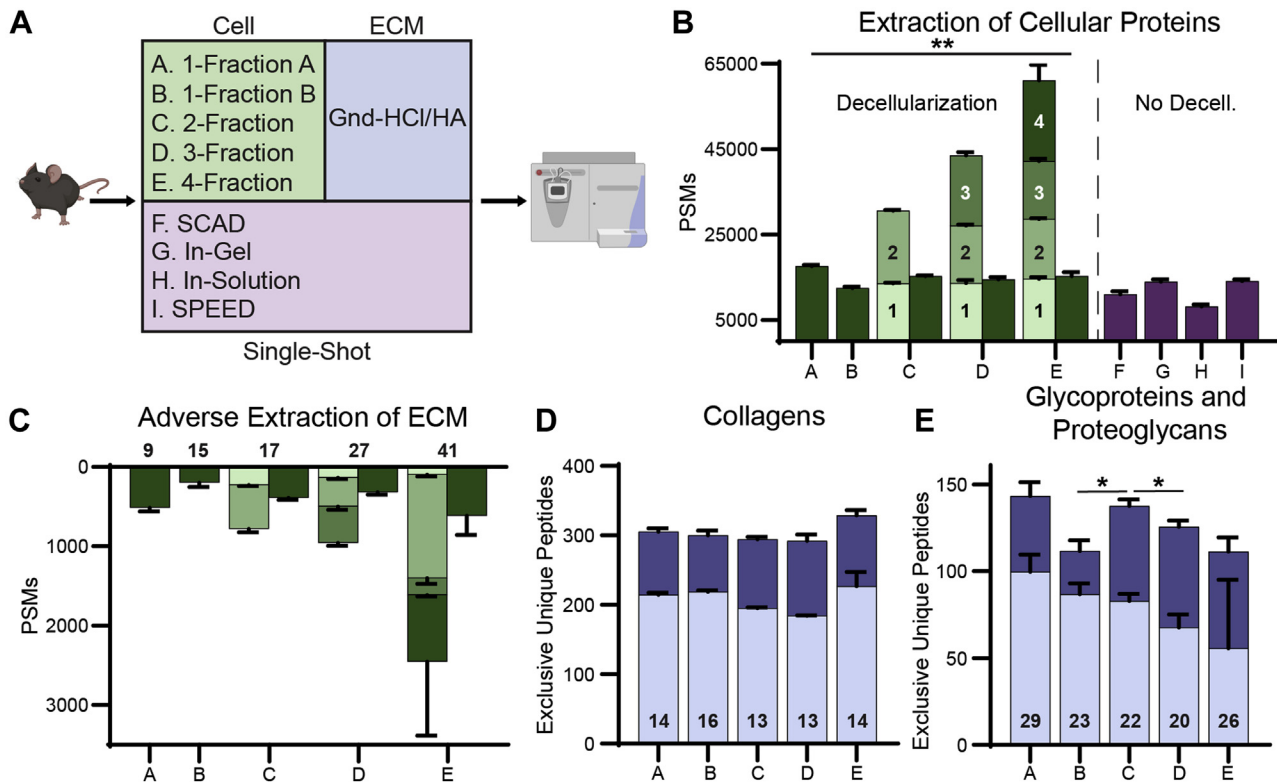 A
Cell
ECM
A. 1-Fraction A
B. 1-Fraction B
C. 2-Fraction
D. 3-Fraction
E. 4-Fraction
Gnd-HCl/HA
F. SCAD
G. In-Gel
H. In-Solution
I. SPEED
Single-Shot
B
Extraction of Cellular Proteins
**
Decellularization
No Decell.
PSMs
65000
45000
25000
5000
2
1
3
2
1
4
3
2
1
A B C D E F G H I
C
Adverse Extraction of ECM
9 15 17 27 41
PSMs
0
1000
2000
3000
A B C D E
D
Collagens
Exclusive Unique Peptides
400
300
200
100
0
14 16 13 13 14
A B C D E
E
Glycoproteins and
Proteoglycans
Exclusive Unique Peptides
150
100
50
0
* *
29 23 22 20 26
A B C D E